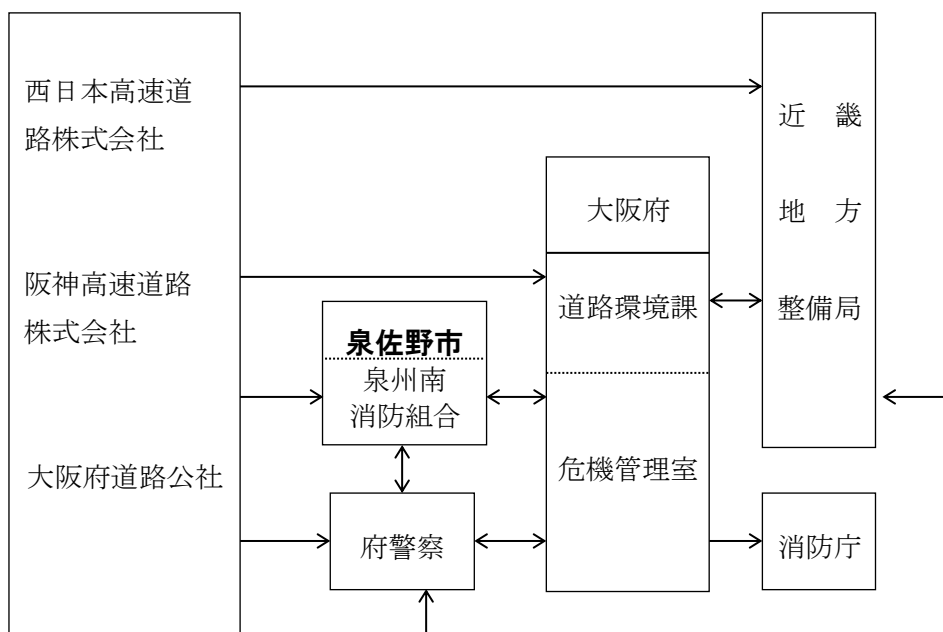 西日本高速道
路株式会社
阪神高速道路
株式会社
大阪府道路公社
泉佐野市
泉州南
消防組合
府警察
大阪府
道路環境課
危機管理室
近　畿
地　方
整備局
消防庁